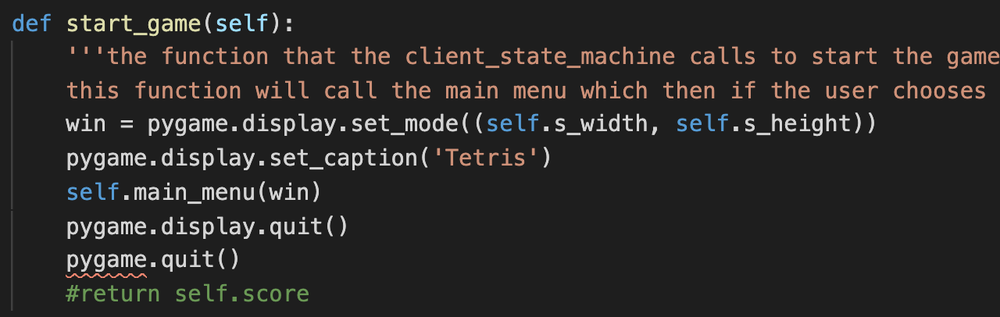 def start_game(self):
    '''the function that the client_state_machine calls to start the game
    this function will call the main menu which then if the user chooses
    win = pygame.display.set_mode((self.s_width, self.s_height))
    pygame.display.set_caption('Tetris')
    self.main_menu(win)
    pygame.display.quit()
    pygame.quit()
    #return self.score